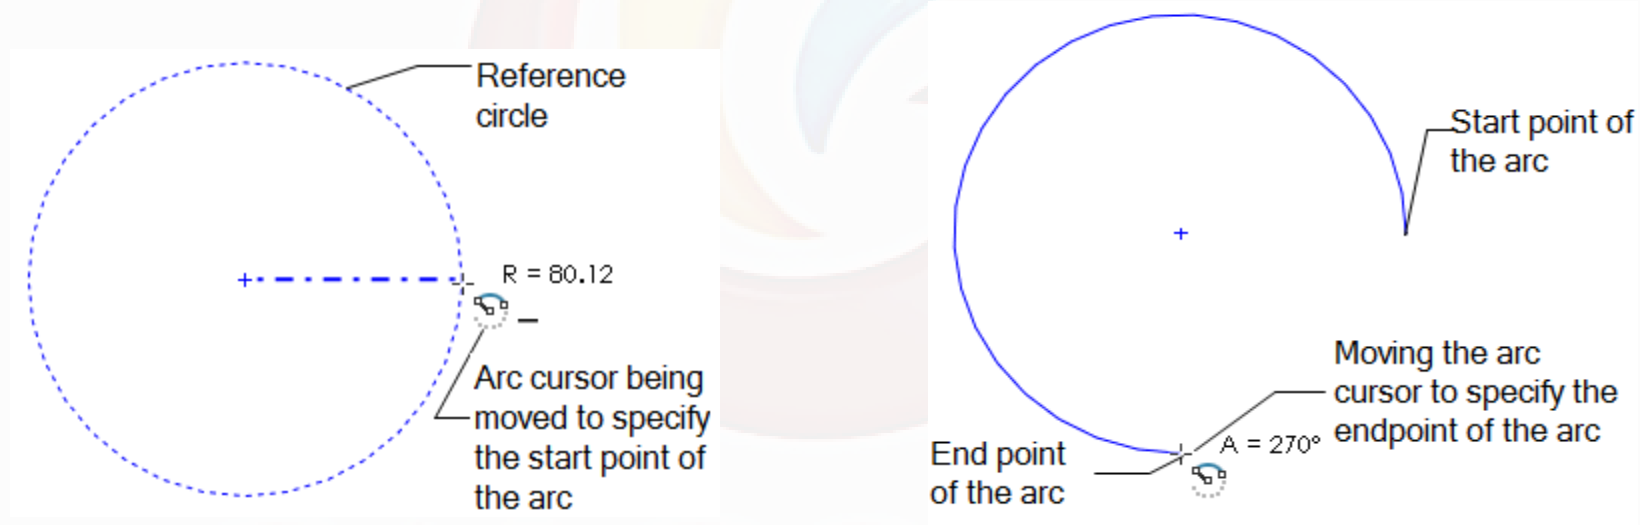 Reference
circle
R = 80.12
Arc cursor being
moved to specify
the start point of
the arc
Start point of
the arc
Moving the arc
cursor to specify the
endpoint of the arc
A = 270°
End point
of the arc